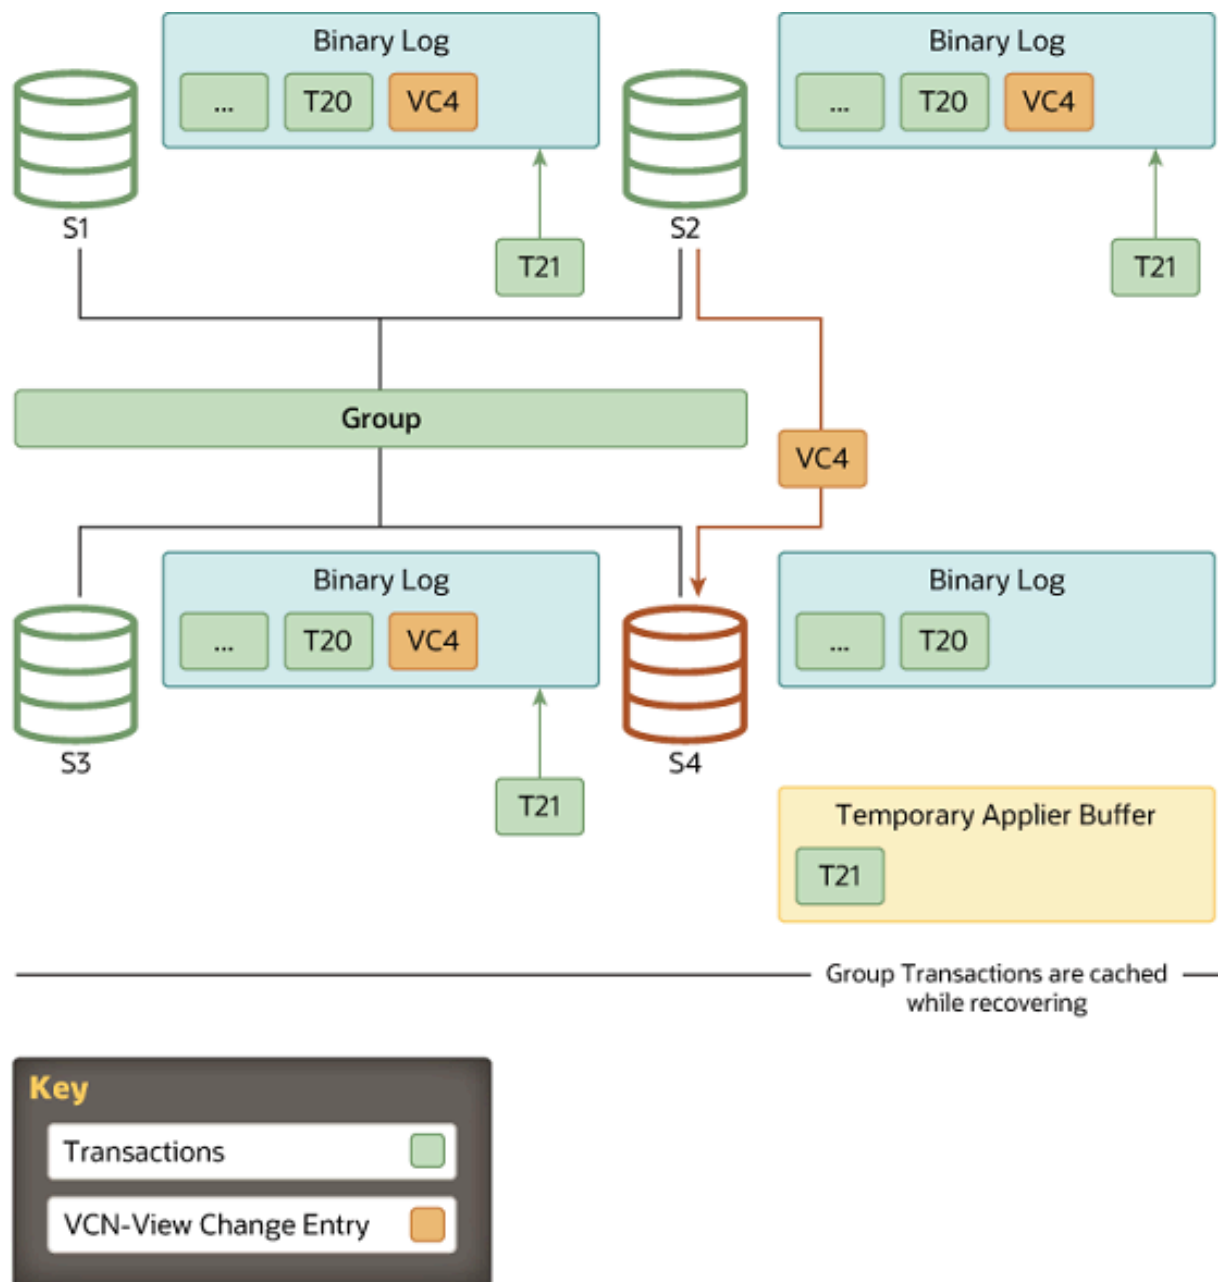 Binary Log
... T20 VC4
S1
T21
Binary Log
... T20 VC4
S2
T21
Group
VC4
Binary Log
... T20 VC4
S3
T21
Binary Log
... T20
S4
Temporary Applier Buffer
T21
Group Transactions are cached
while recovering
Key
Transactions
VCN-View Change Entry